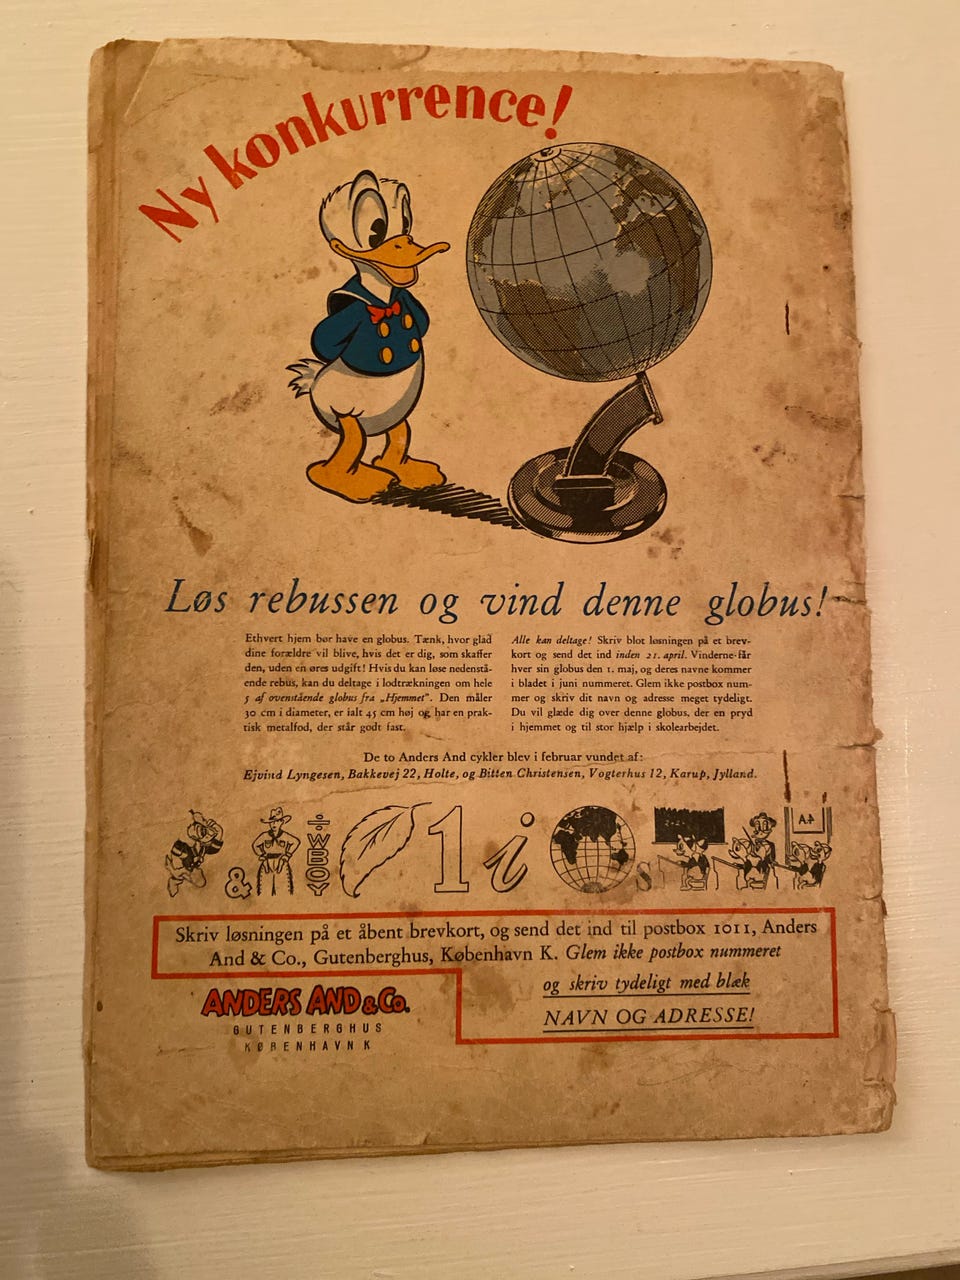 Ny konkurrence!
Løs rebussen og vind denne globus!
Ethvert hjem bør have en globus. Tænk, hvor glad
dine forældre vil blive, hvis det er dig, som skaffer
den, uden en øres udgift! Hvis du kan løse nedenstå-
ende rebus, kan du deltage i lodtrækningen om hele
5 af ovenstående globus fra „Hjemmet”. Den måler
30 cm i diameter, er ialt 45 cm høj og har en prak-
tisk metalfod, der står godt fast.
Alle kan deltage! Skriv blot løsningen på et brev-
kort og send det ind inden 21. april. Vinderne får
hver sin globus den 1. maj, og deres navne kommer
i bladet i juni nummeret. Glem ikke postbox num-
mer og skriv dit navn og adresse meget tydeligt.
Du vil glæde dig over denne globus, der en pryd
i hjemmet og til stor hjælp i skolearbejdet.
De to Anders And cykler blev i februar vundet af:
Ejvind Lyngesen, Bakkevej 22, Holte, og Bitten Christensen, Vogterhus 12, Karup, Jylland.
& ÷WBOY 1 i s A4
Skriv løsningen på et åbent brevkort, og send det ind til postbox 1011, Anders
And & Co., Gutenberghus, København K. Glem ikke postbox nummeret
og skriv tydeligt med blæk
NAVN OG ADRESSE!
ANDERS AND & Co.
GUTENBERGHUS
KØBENHAVN K